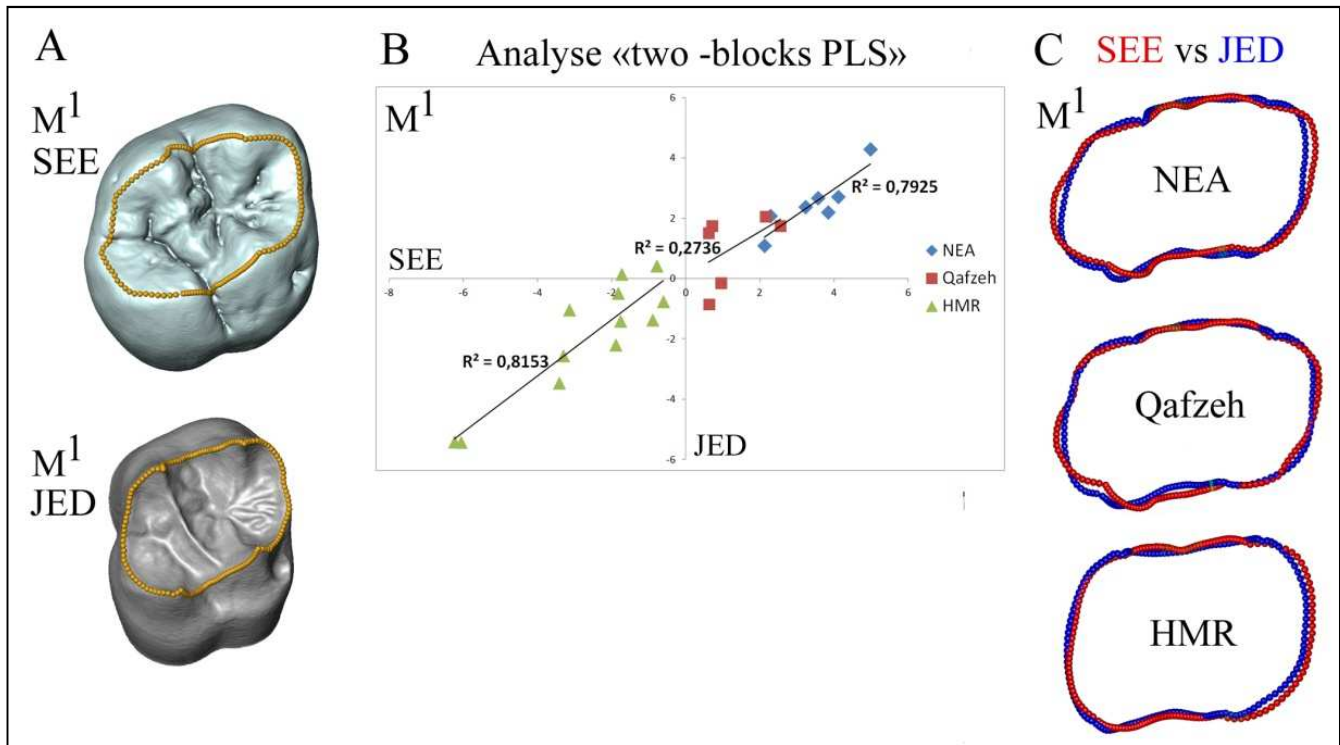 A
M¹
SEE
M¹
JED
B Analyse «two -blocks PLS»
M¹
SEE
JED
6
4
2
0
-2
-4
-6
-8
-6
-4
-2
0
2
4
6
R² = 0,7925
R² = 0,2736
R² = 0,8153
NEA
Qafzeh
HMR
C SEE vs JED
M¹
NEA
Qafzeh
HMR